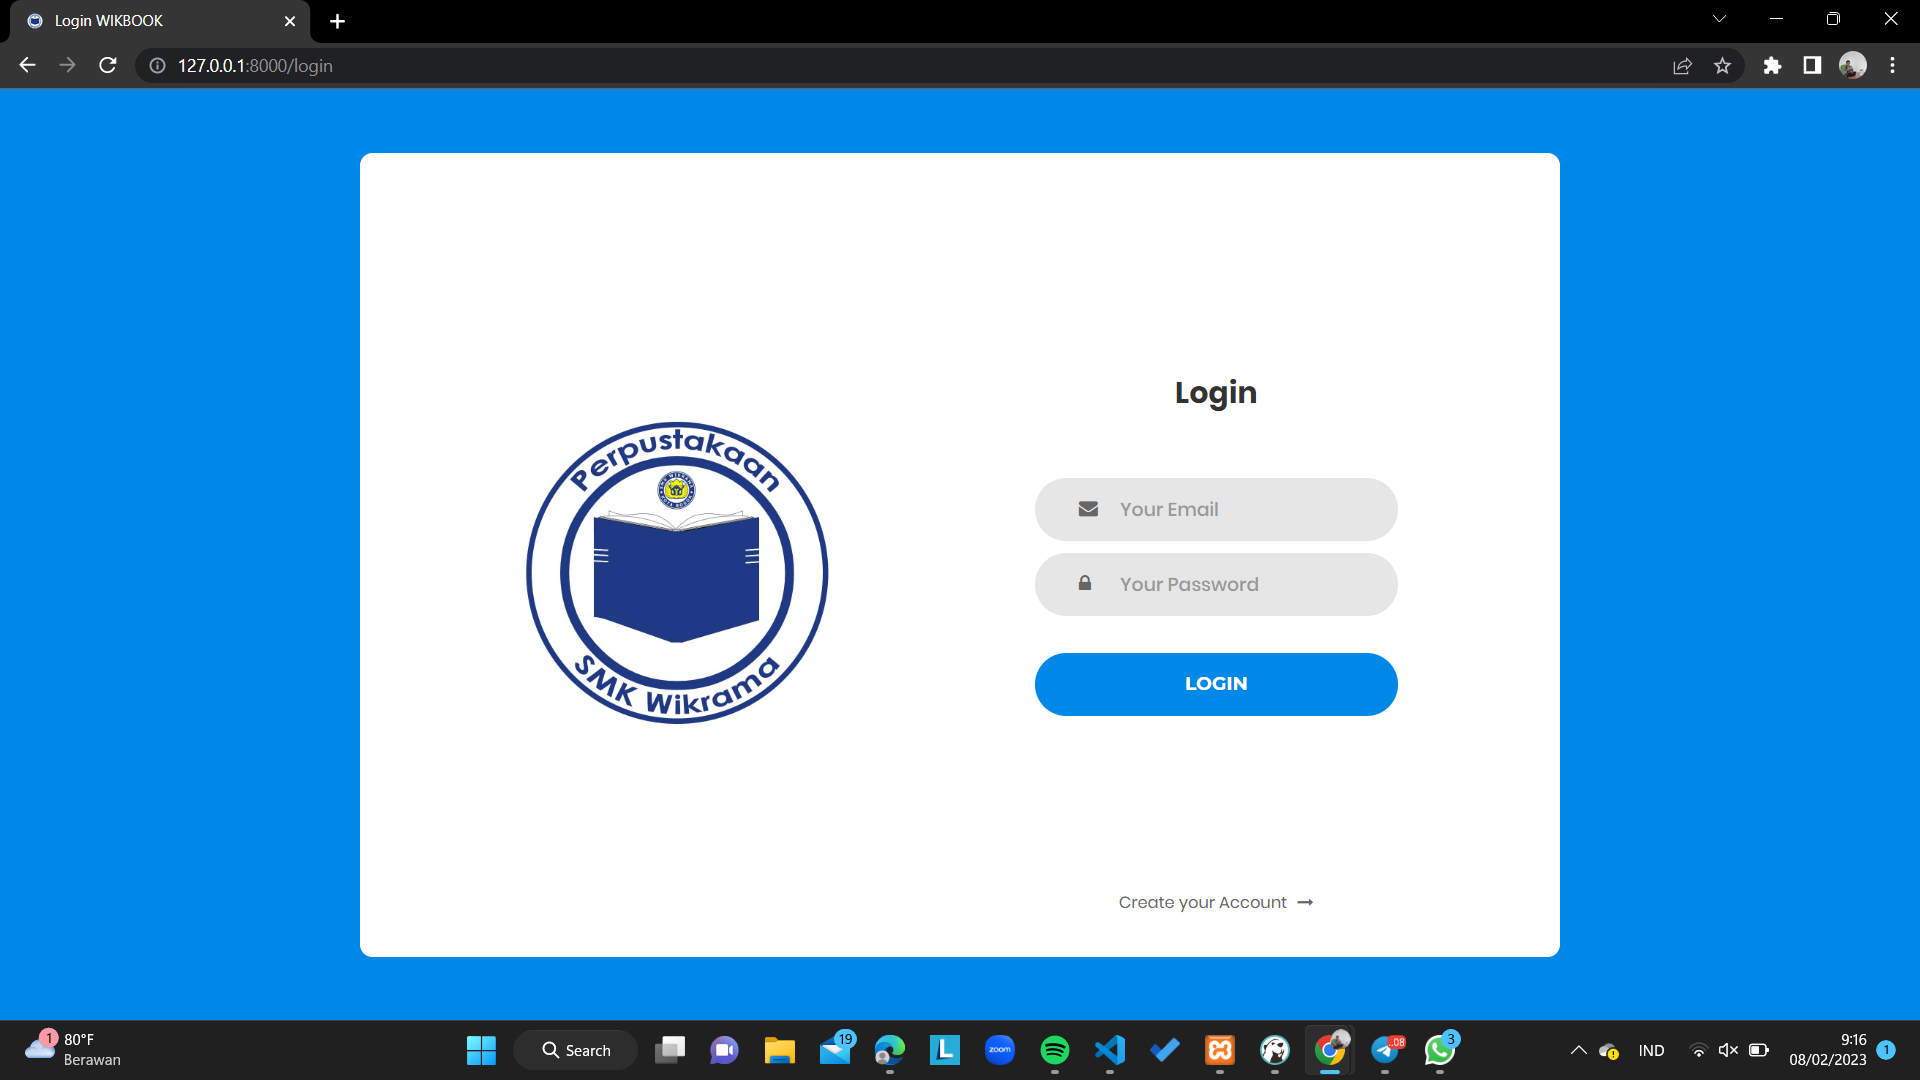 Login WIKBOOK
127.0.0.1:8000/login
Login
Perpustakaan
SMK Wikrama
Your Email
Your Password
LOGIN
Create your Account
1
80°F
Berawan
Search
19
L
zoom
.08
3
IND
9:16
08/02/2023
1